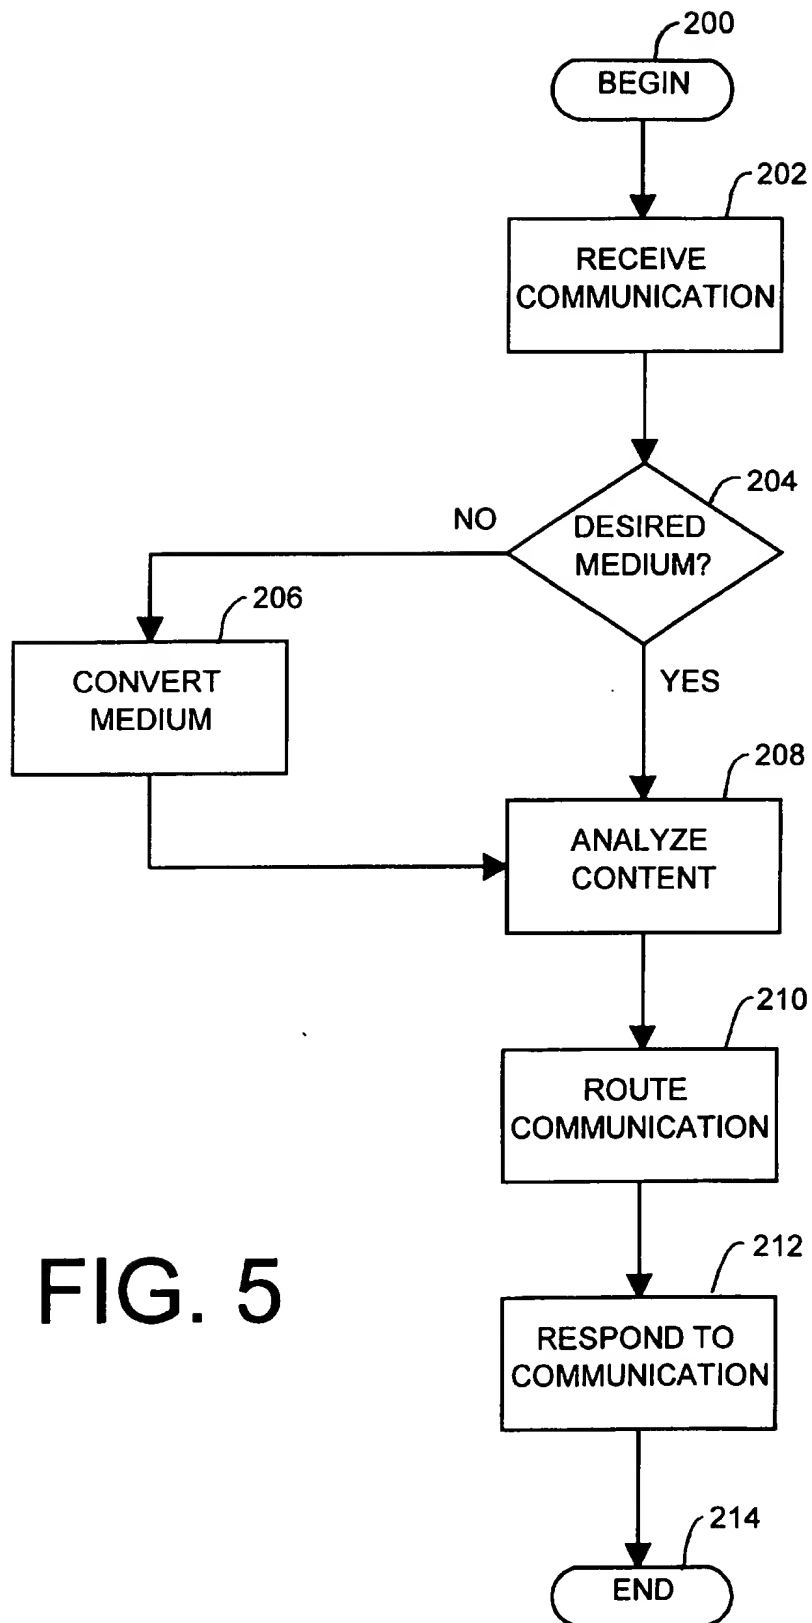 200
BEGIN
202
RECEIVE
COMMUNICATION
204
DESIRED
MEDIUM?
NO
206
CONVERT
MEDIUM
YES
208
ANALYZE
CONTENT
210
ROUTE
COMMUNICATION
212
RESPOND TO
COMMUNICATION
FIG. 5
214
END